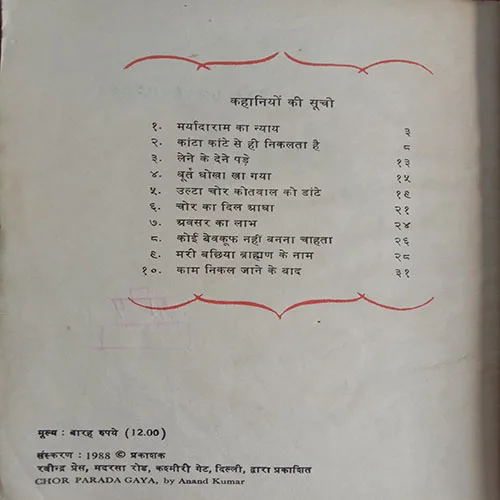 कहानियों की सूची
१. मर्यादाराम का न्याय ३
२. कांटा कांटे से ही निकलता है ८
३. लेने के देने पड़े १३
४. धूर्त धोखा खा गया १५
५. उल्टा चोर कोतवाल को डांटे १९
६. चोर का दिल आधा २१
७. अवसर का लाभ २४
८. कोई बेवकूफ नहीं बनना चाहता २६
९. मरी बछिया ब्राह्मण के नाम २८
१०. काम निकल जाने के बाद ३१
मूल्य : बारह रुपये (12.00)
संस्करण : 1988 © प्रकाशक
रवीन्द्र प्रेस, मदरसा रोड, कश्मीरी गेट, दिल्ली, द्वारा प्रकाशित
CHOR PARADA GAYA, by Anand Kumar